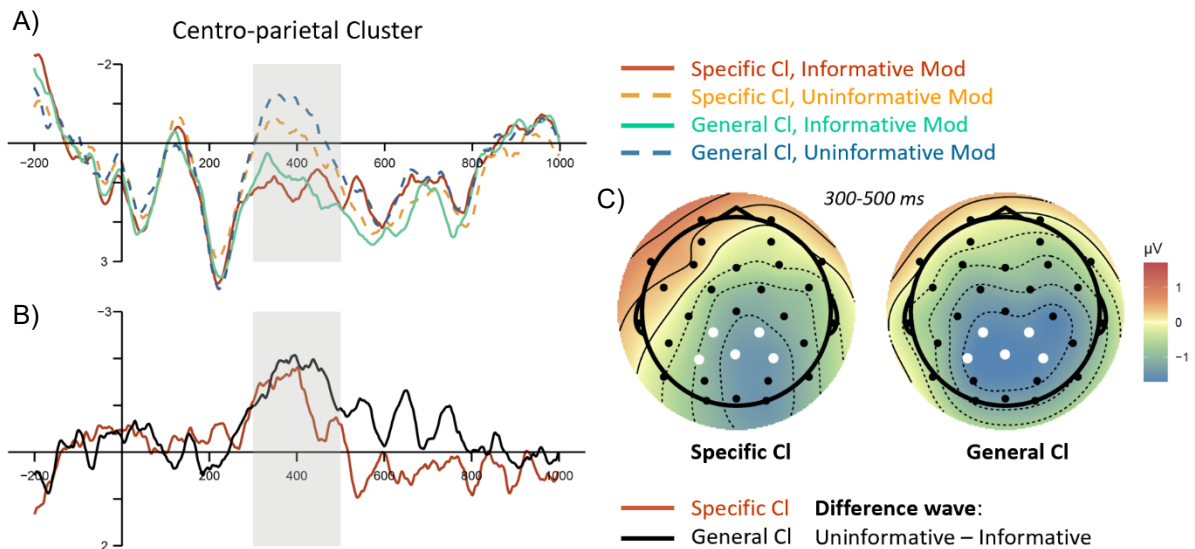 A)
Centro-parietal Cluster
−2
−200
200
400
600
800
1000
3
Specific Cl, Informative Mod
Specific Cl, Uninformative Mod
General Cl, Informative Mod
General Cl, Uninformative Mod
B)
−3
−200
0
200
400
600
800
1000
2
C)
300-500 ms
µV
1
0
−1
Specific Cl
General Cl
Specific Cl Difference wave:
General Cl Uninformative – Informative